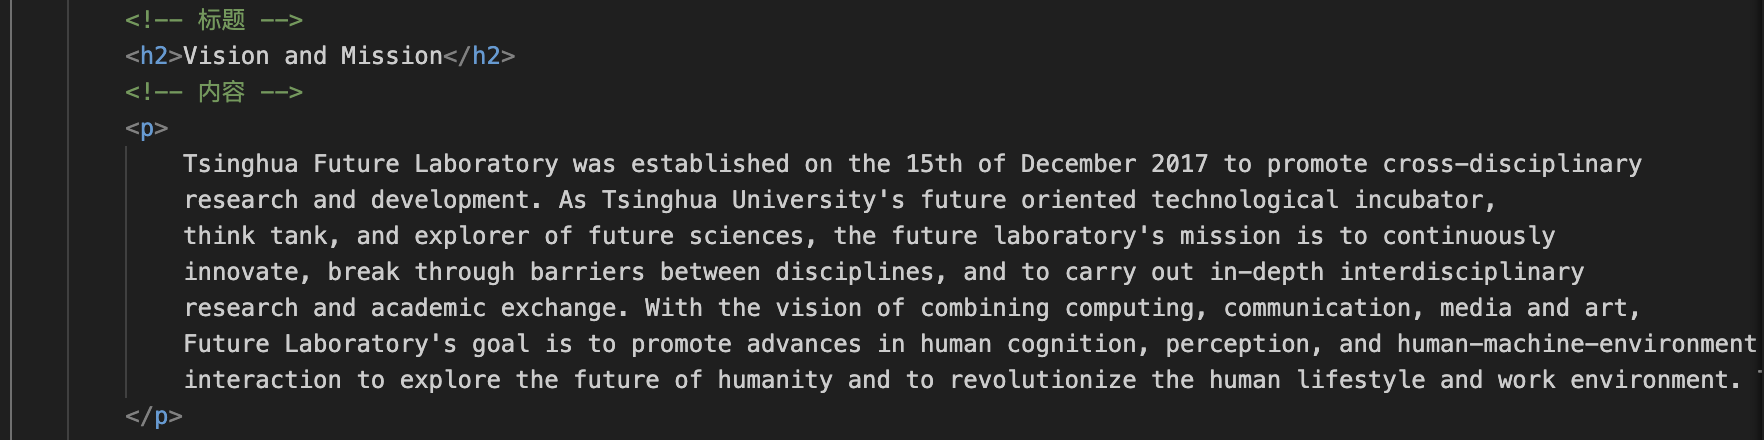 <!-- 标题 -->
<h2>Vision and Mission</h2>
<!-- 内容 -->
<p>
Tsinghua Future Laboratory was established on the 15th of December 2017 to promote cross-disciplinary
research and development. As Tsinghua University's future oriented technological incubator,
think tank, and explorer of future sciences, the future laboratory's mission is to continuously
innovate, break through barriers between disciplines, and to carry out in-depth interdisciplinary
research and academic exchange. With the vision of combining computing, communication, media and art,
Future Laboratory's goal is to promote advances in human cognition, perception, and human-machine-environment
interaction to explore the future of humanity and to revolutionize the human lifestyle and work environment.
</p>